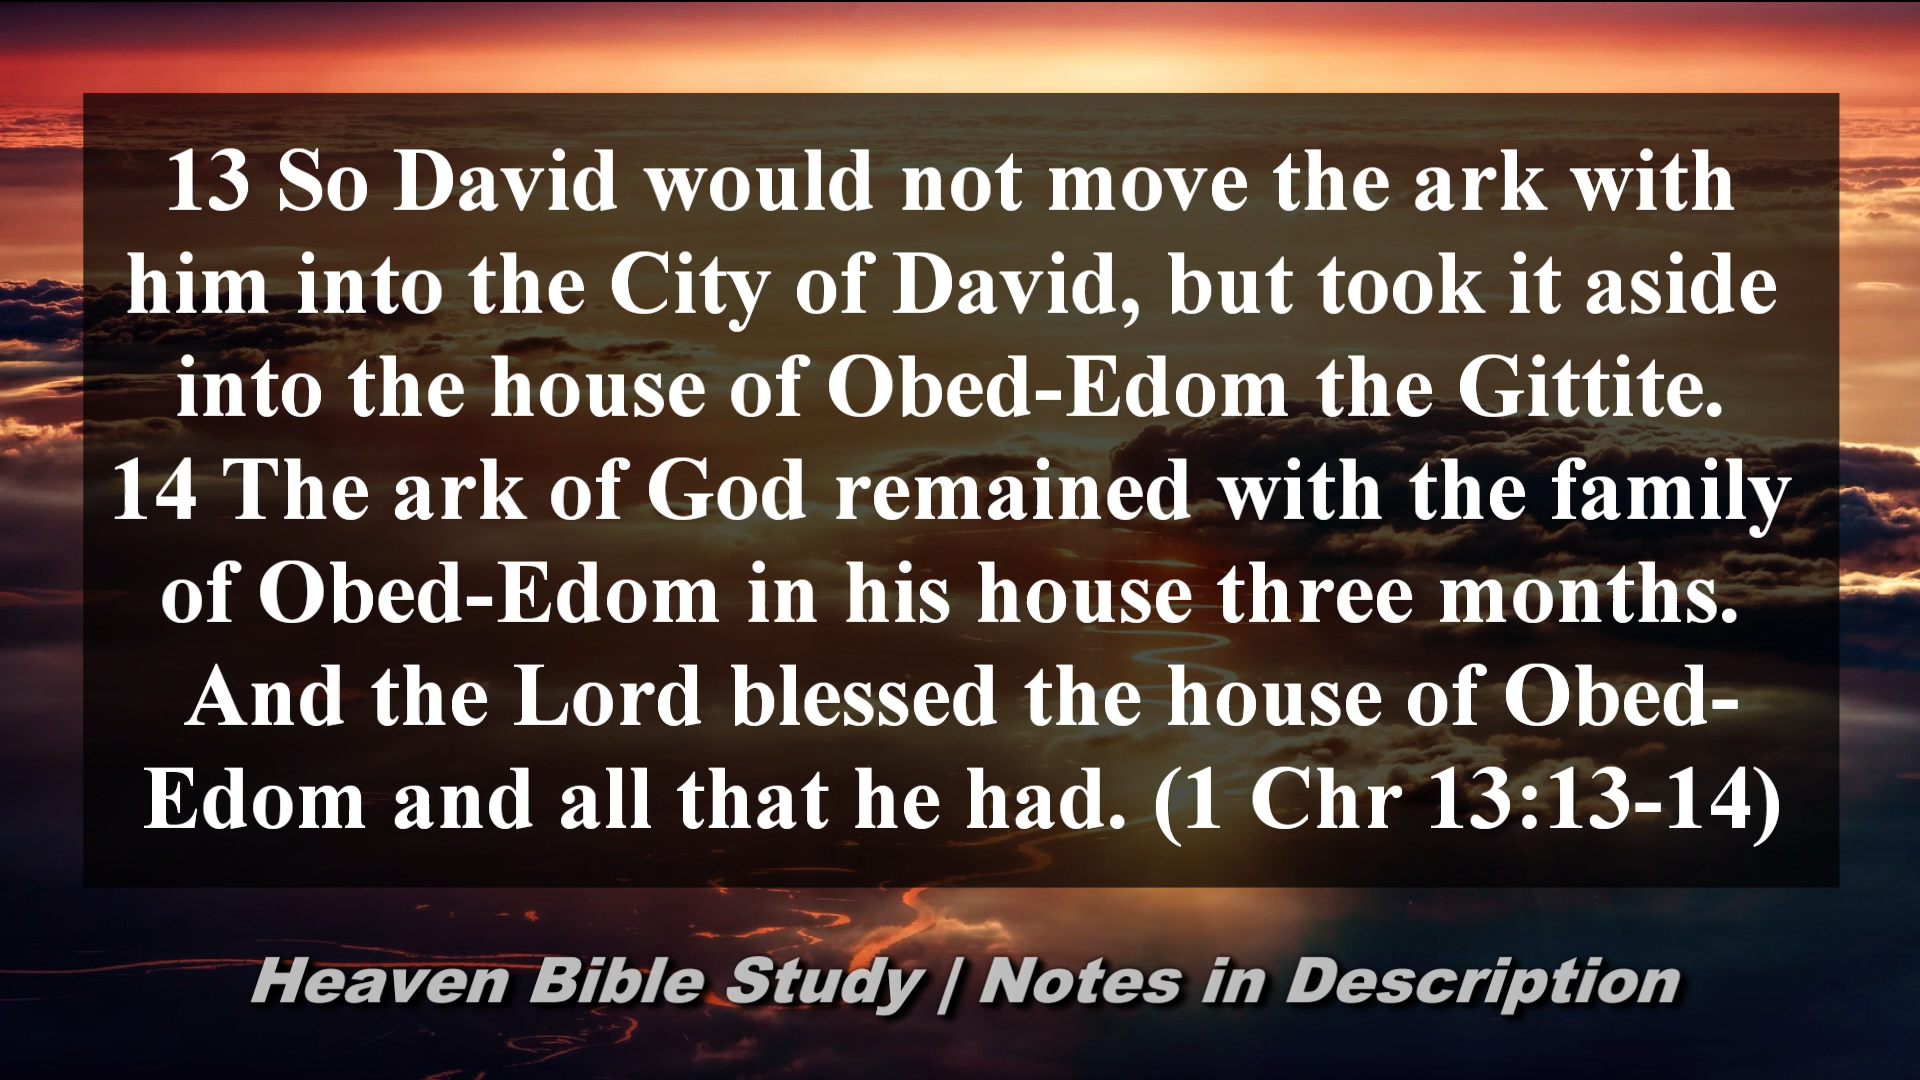 13 So David would not move the ark with
him into the City of David, but took it aside
into the house of Obed-Edom the Gittite.
14 The ark of God remained with the family
of Obed-Edom in his house three months.
And the Lord blessed the house of Obed-
Edom and all that he had. (1 Chr 13:13-14)
Heaven Bible Study | Notes in Description